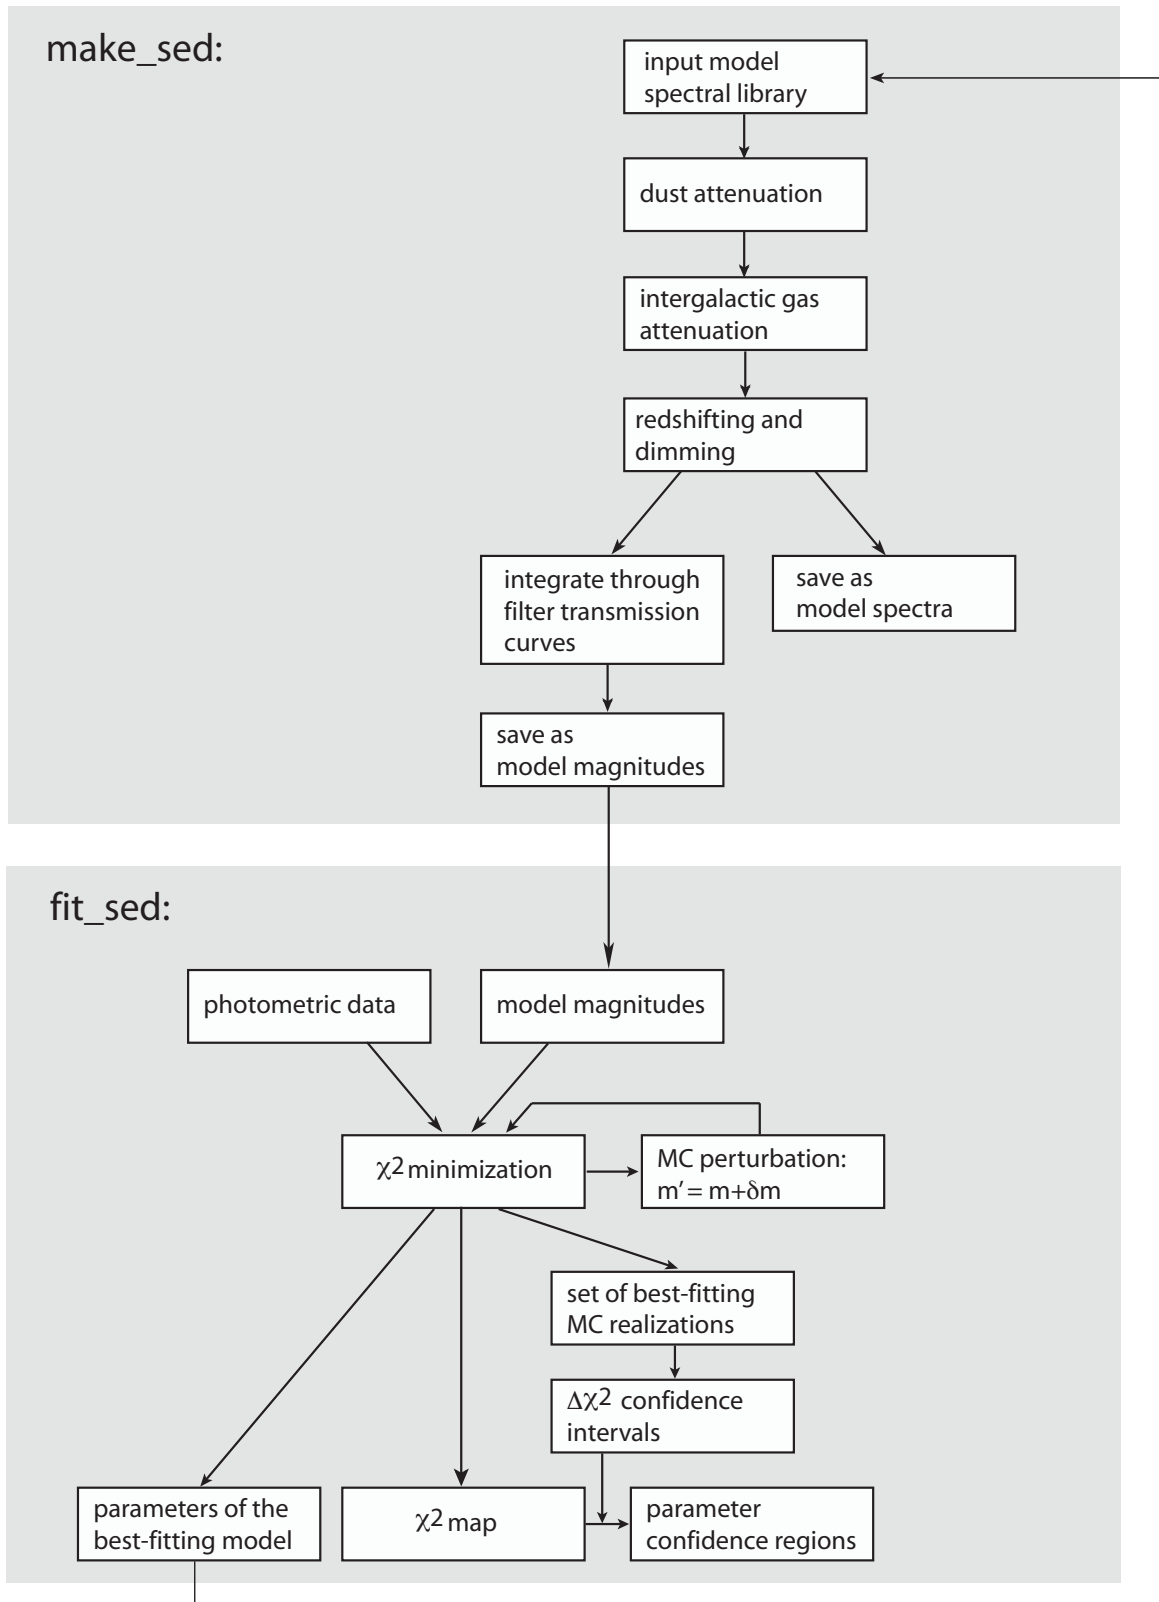 make_sed:
input model
spectral library
dust attenuation
intergalactic gas
attenuation
redshifting and
dimming
integrate through
filter transmission
curves
save as
model spectra
save as
model magnitudes
fit_sed:
photometric data
model magnitudes
χ2 minimization
MC perturbation:
m′ = m+δm
set of best-fitting
MC realizations
Δχ2 confidence
intervals
parameters of the
best-fitting model
χ2 map
parameter
confidence regions